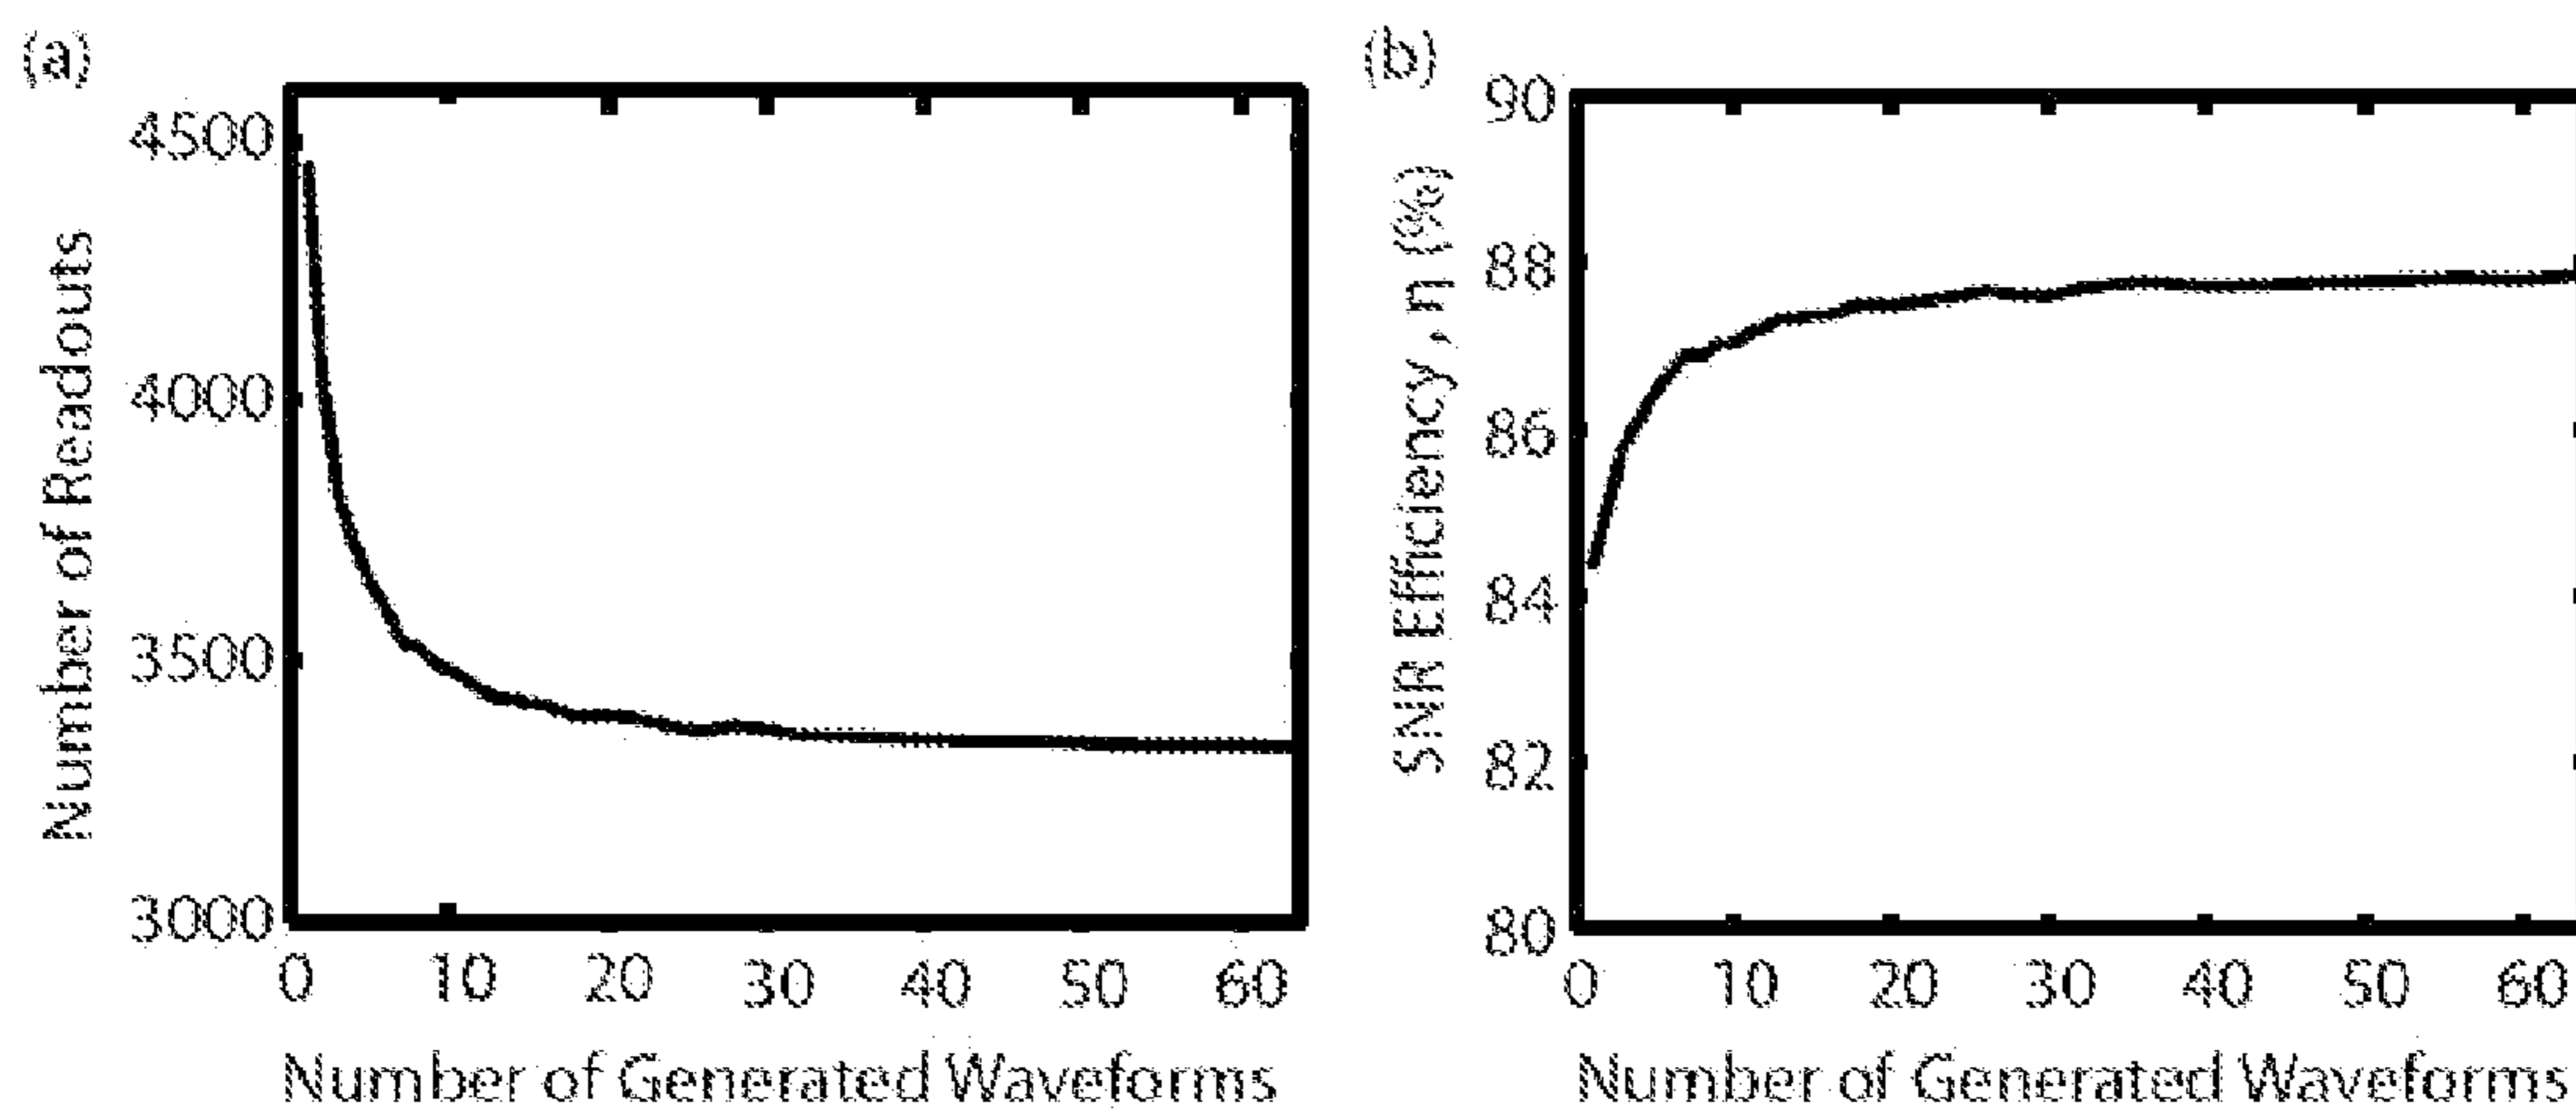 (a)
Number of Readouts
4500
4000
3500
3000
0 10 20 30 40 50 60
Number of Generated Waveforms
(b)
SNR Efficiency, η (%)
90
88
86
84
82
80
0 10 20 30 40 50 60
Number of Generated Waveforms